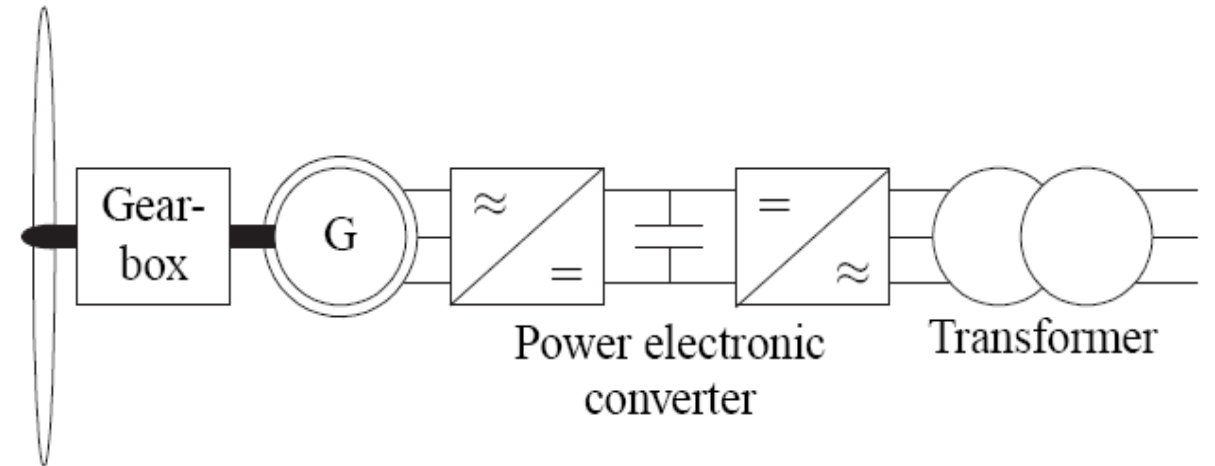 Gear-
box
G
≈
=
=
≈
Power electronic
converter
Transformer